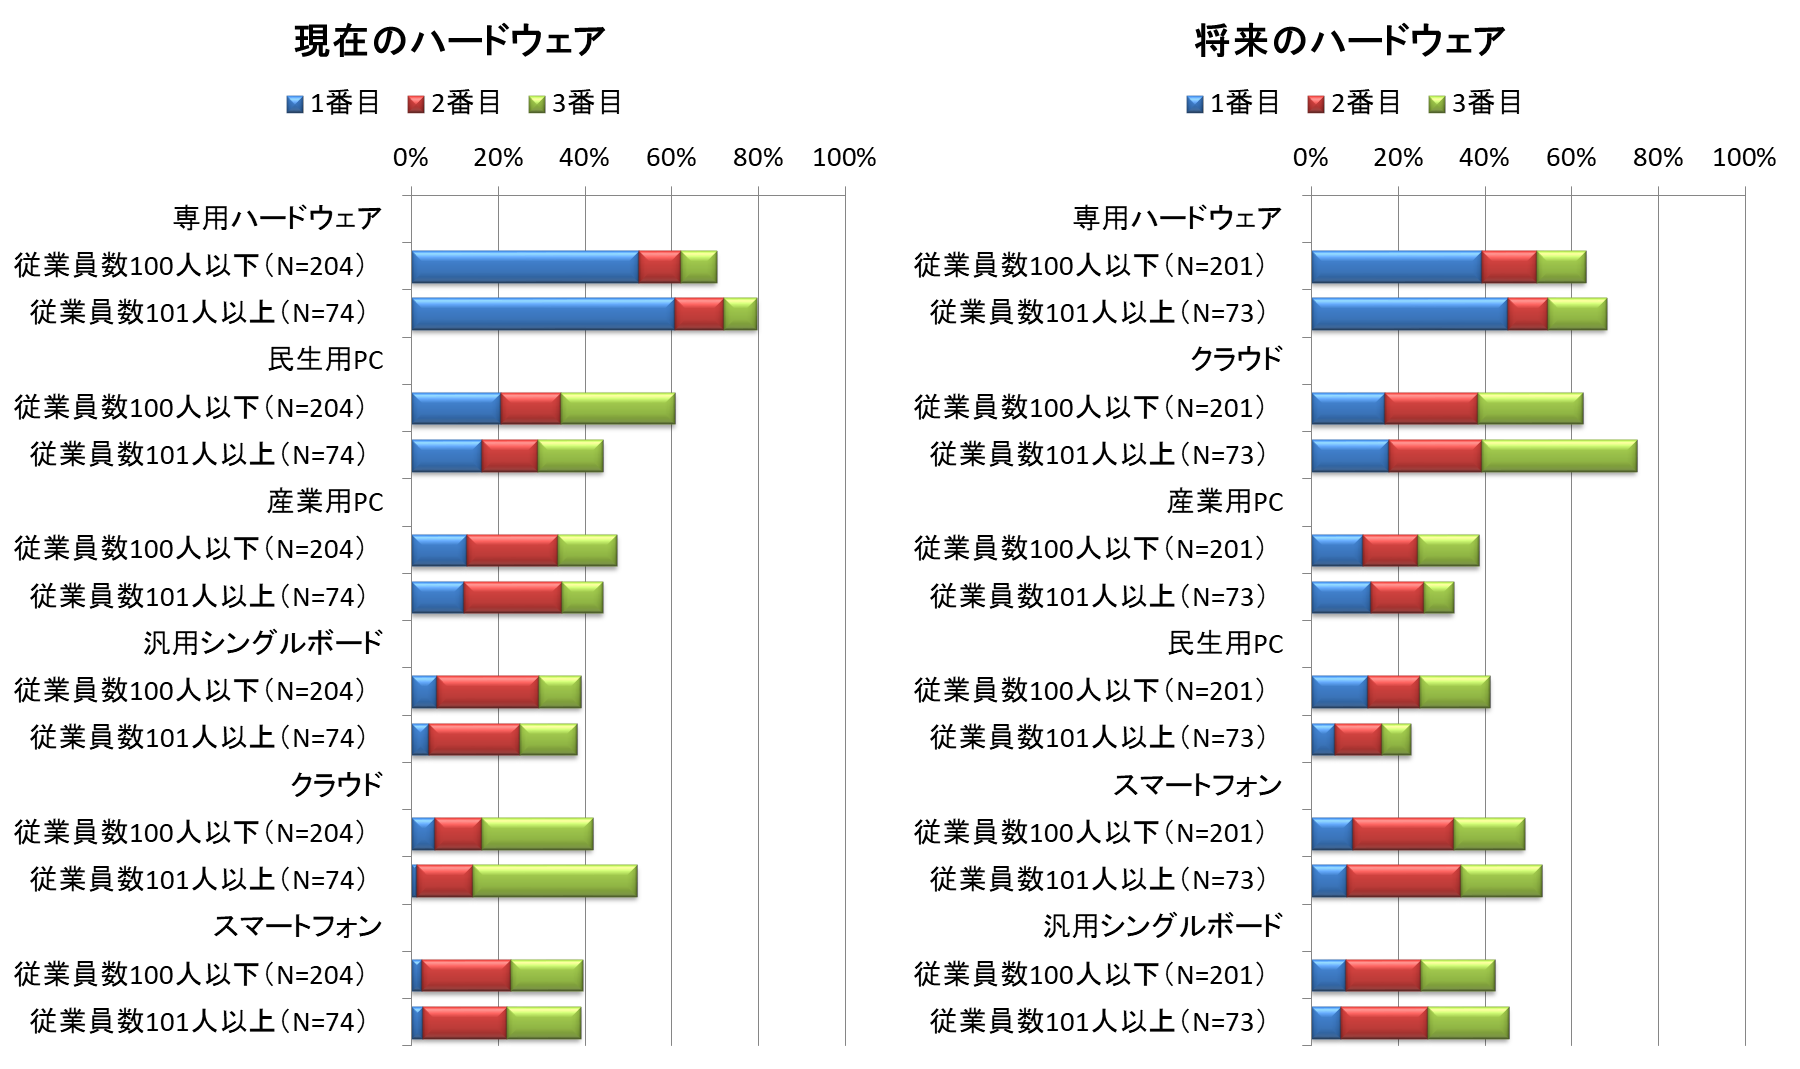 現在のハードウェア
1番目 2番目 3番目
0% 20% 40% 60% 80% 100%
専用ハードウェア
従業員数100人以下（N=204）
従業員数101人以上（N=74）
民生用PC
従業員数100人以下（N=204）
従業員数101人以上（N=74）
産業用PC
従業員数100人以下（N=204）
従業員数101人以上（N=74）
汎用シングルボード
従業員数100人以下（N=204）
従業員数101人以上（N=74）
クラウド
従業員数100人以下（N=204）
従業員数101人以上（N=74）
スマートフォン
従業員数100人以下（N=204）
従業員数101人以上（N=74）
将来のハードウェア
1番目 2番目 3番目
0% 20% 40% 60% 80% 100%
専用ハードウェア
従業員数100人以下（N=201）
従業員数101人以上（N=73）
クラウド
従業員数100人以下（N=201）
従業員数101人以上（N=73）
産業用PC
従業員数100人以下（N=201）
従業員数101人以上（N=73）
民生用PC
従業員数100人以下（N=201）
従業員数101人以上（N=73）
スマートフォン
従業員数100人以下（N=201）
従業員数101人以上（N=73）
汎用シングルボード
従業員数100人以下（N=201）
従業員数101人以上（N=73）